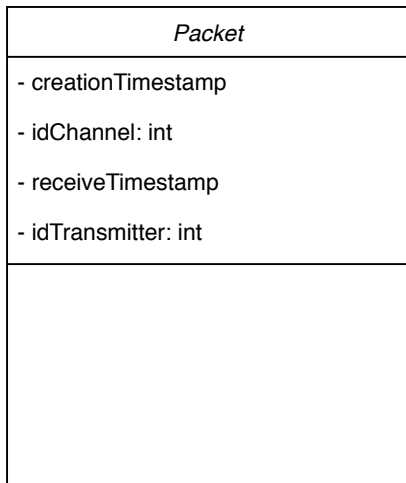 Packet
- creationTimestamp
- idChannel: int
- receiveTimestamp
- idTransmitter: int